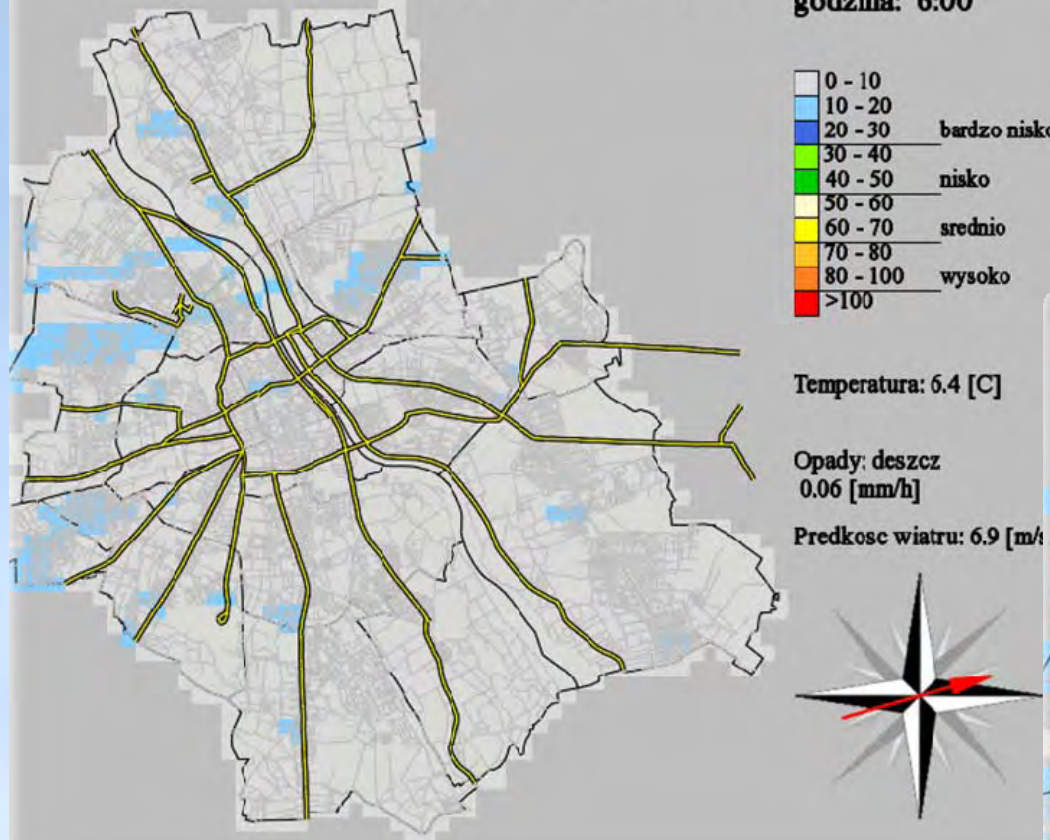 godzina: 6:00
0 - 10
10 - 20
20 - 30 bardzo nisko
30 - 40
40 - 50 nisko
50 - 60
60 - 70 srednio
70 - 80
80 - 100 wysoko
>100
Temperatura: 6.4 [C]
Opady: deszcz
0.06 [mm/h]
Predkosc wiatru: 6.9 [m/s